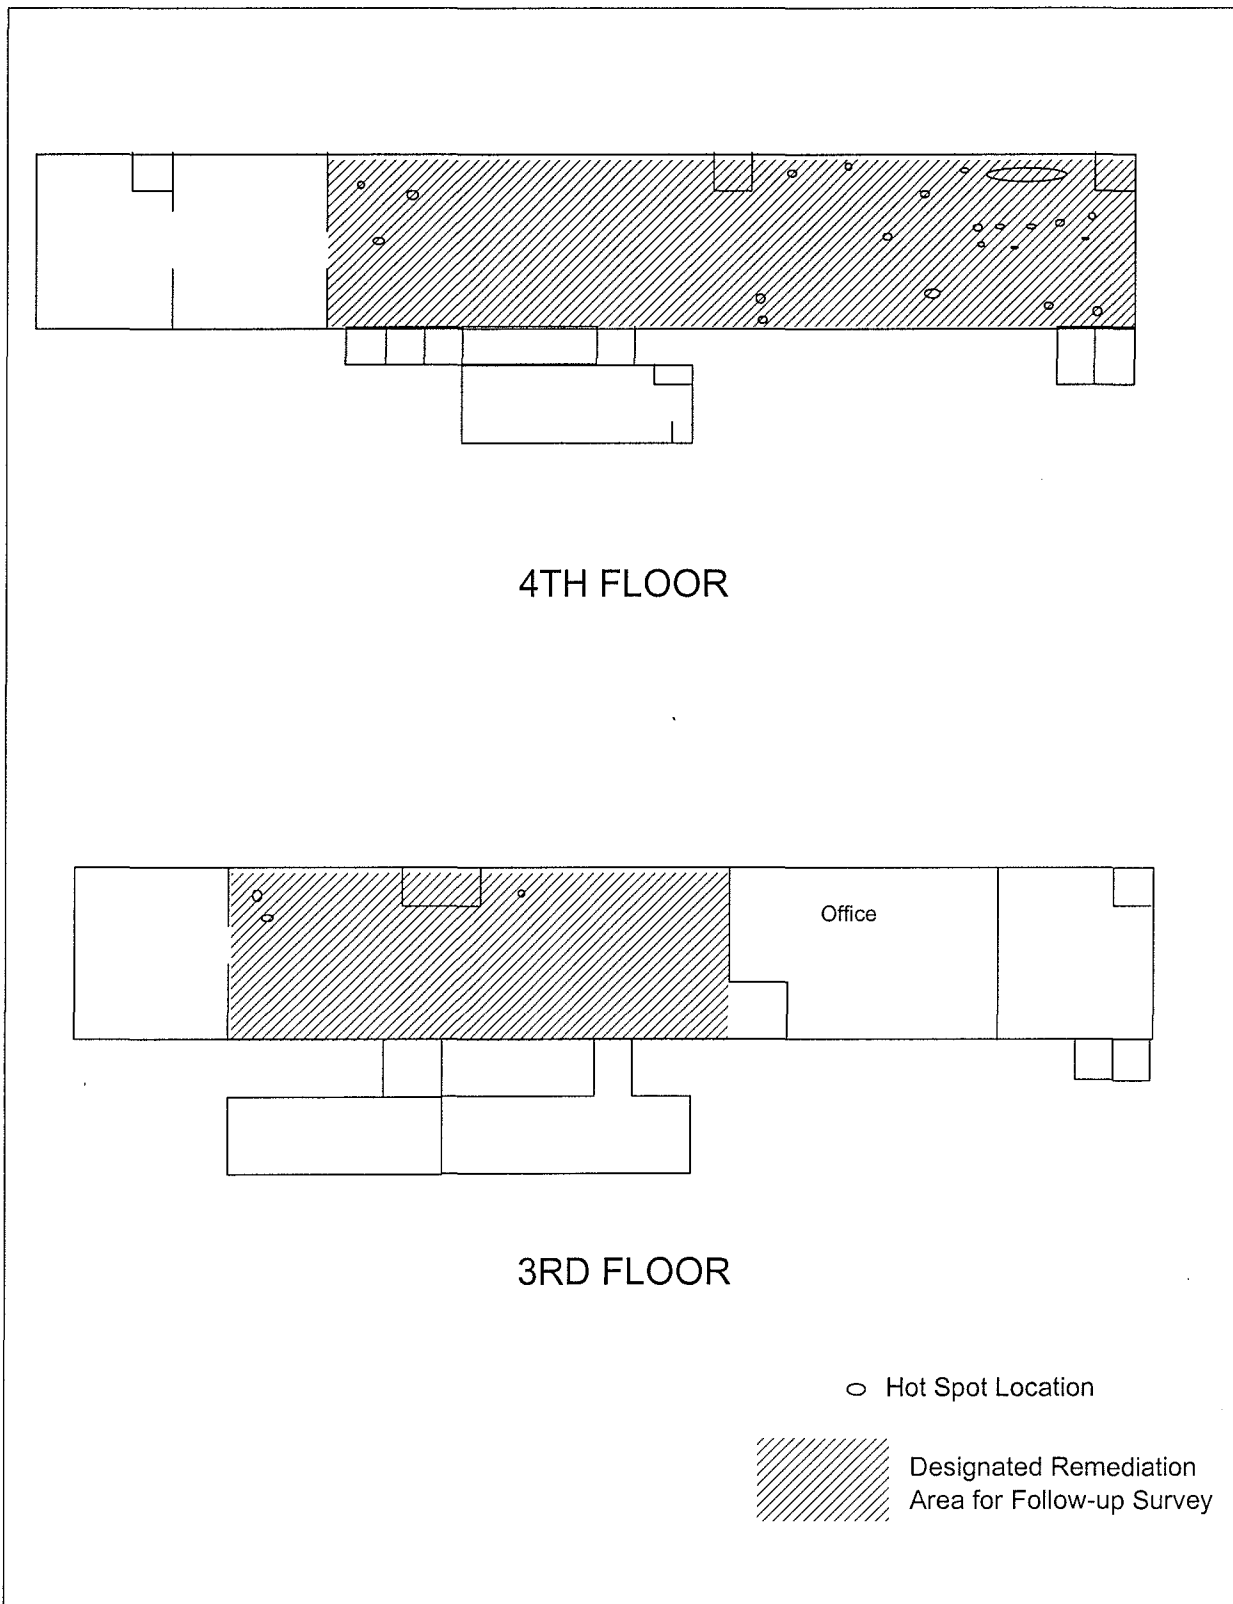 4TH FLOOR
Office
3RD FLOOR
Hot Spot Location
Designated Remediation
Area for Follow-up Survey